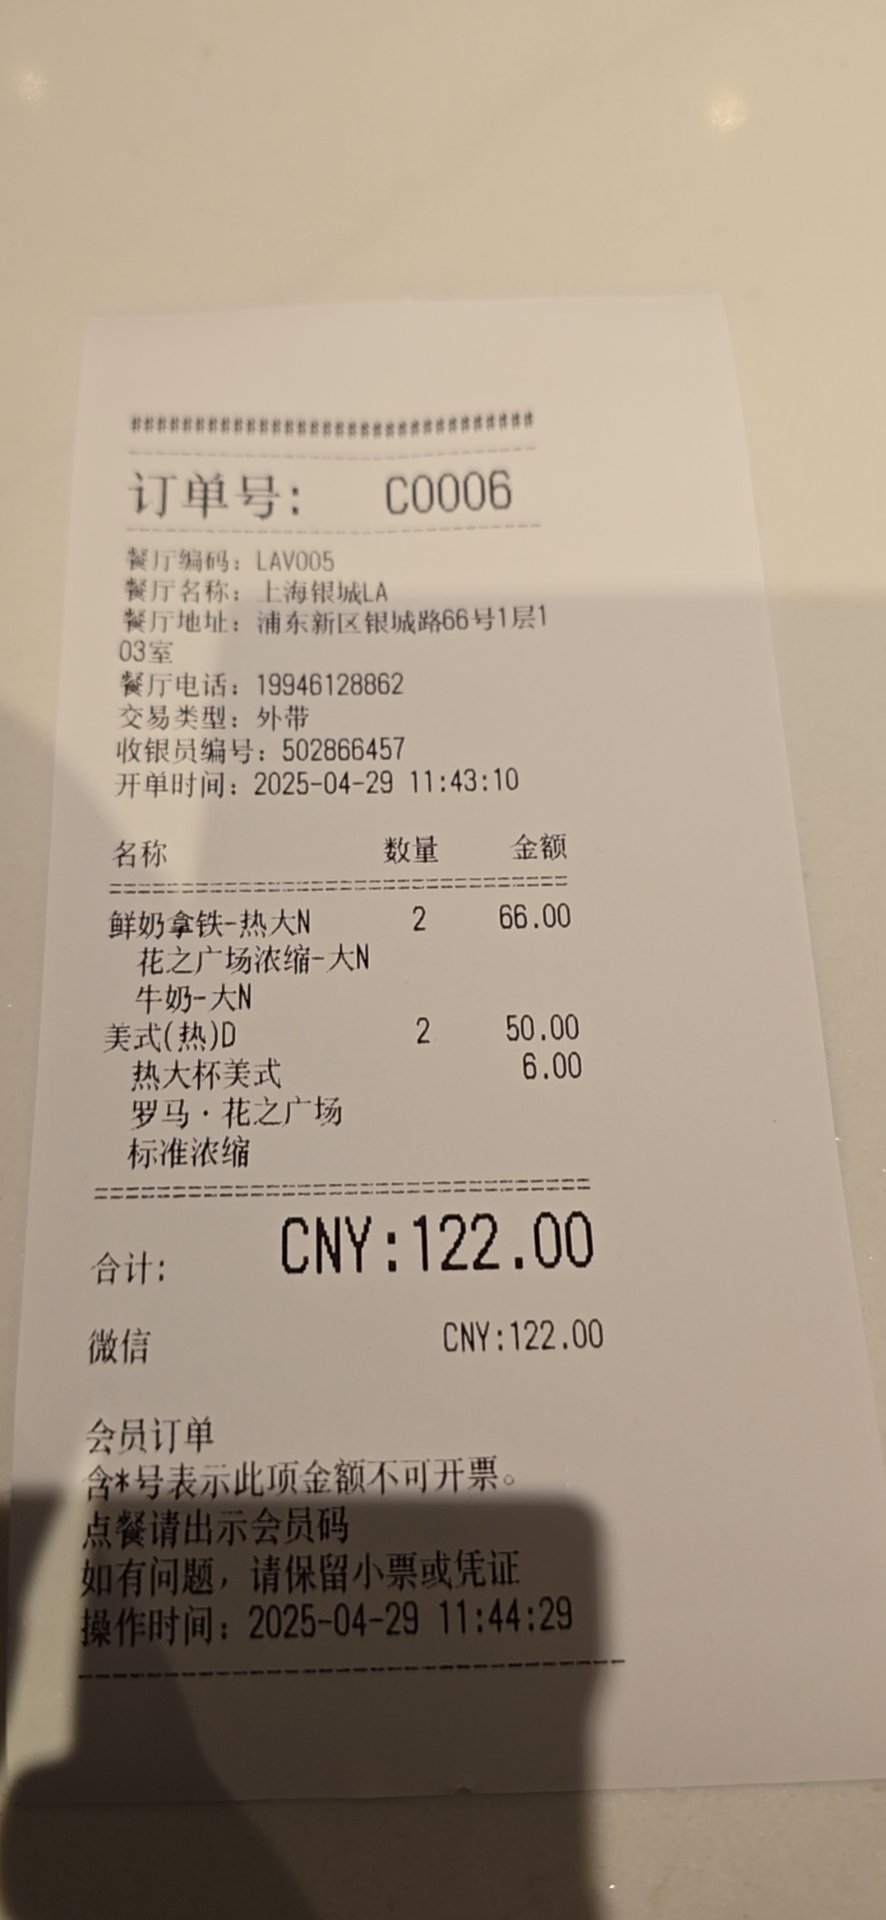 ################################
订单号： C0006
餐厅编码：LAV005
餐厅名称：上海银城LA
餐厅地址：浦东新区银城路66号1层1
03室
餐厅电话：19946128862
交易类型：外带
收银员编号：502866457
开单时间：2025-04-29 11:43:10
名称 数量 金额
鲜奶拿铁-热大N 2 66.00
花之广场浓缩-大N
牛奶-大N
美式(热)D 2 50.00
热大杯美式 6.00
罗马·花之广场
标准浓缩
合计： CNY:122.00
微信 CNY:122.00
会员订单
含*号表示此项金额不可开票。
点餐请出示会员码
如有问题，请保留小票或凭证
操作时间：2025-04-29 11:44:29